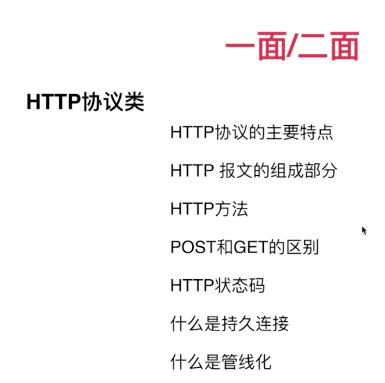 一面/二面
HTTP协议类
HTTP协议的主要特点
HTTP 报文的组成部分
HTTP方法
POST和GET的区别
HTTP状态码
什么是持久连接
什么是管线化